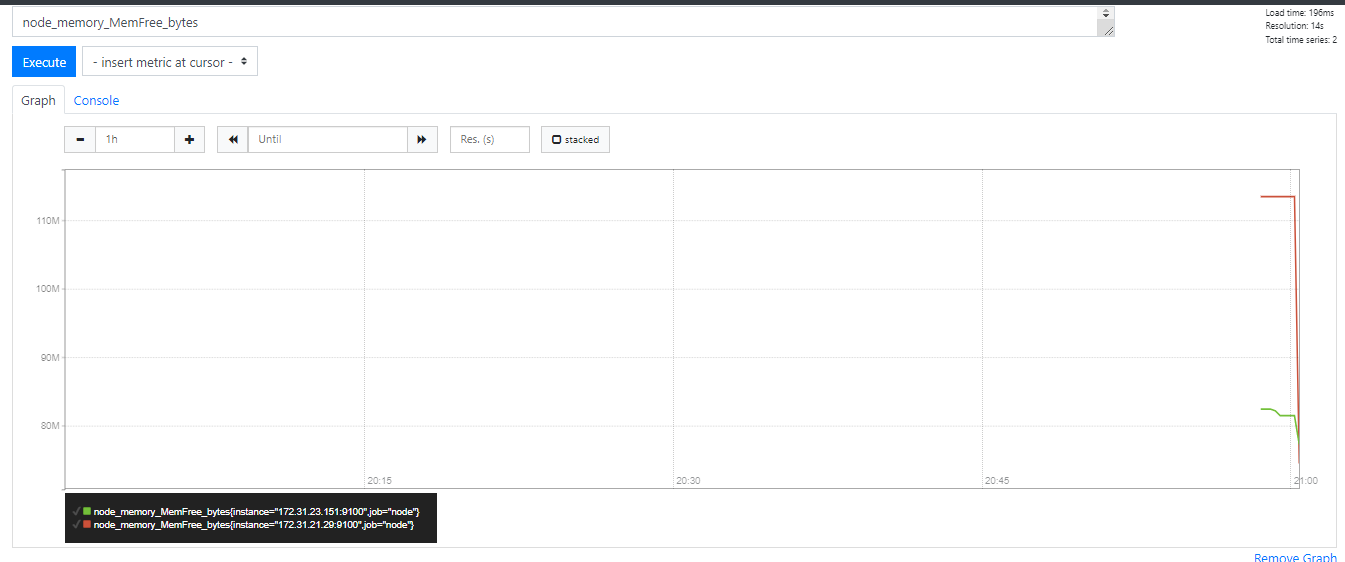 node_memory_MemFree_bytes
Load time: 196ms
Resolution: 14s
Total time series: 2
Execute
- insert metric at cursor -
Graph
Console
1h
Until
Res. (s)
stacked
110M
100M
90M
80M
20:15
20:30
20:45
21:00
node_memory_MemFree_bytes{instance="172.31.23.151:9100",job="node"}
node_memory_MemFree_bytes{instance="172.31.21.29:9100",job="node"}
Remove Graph